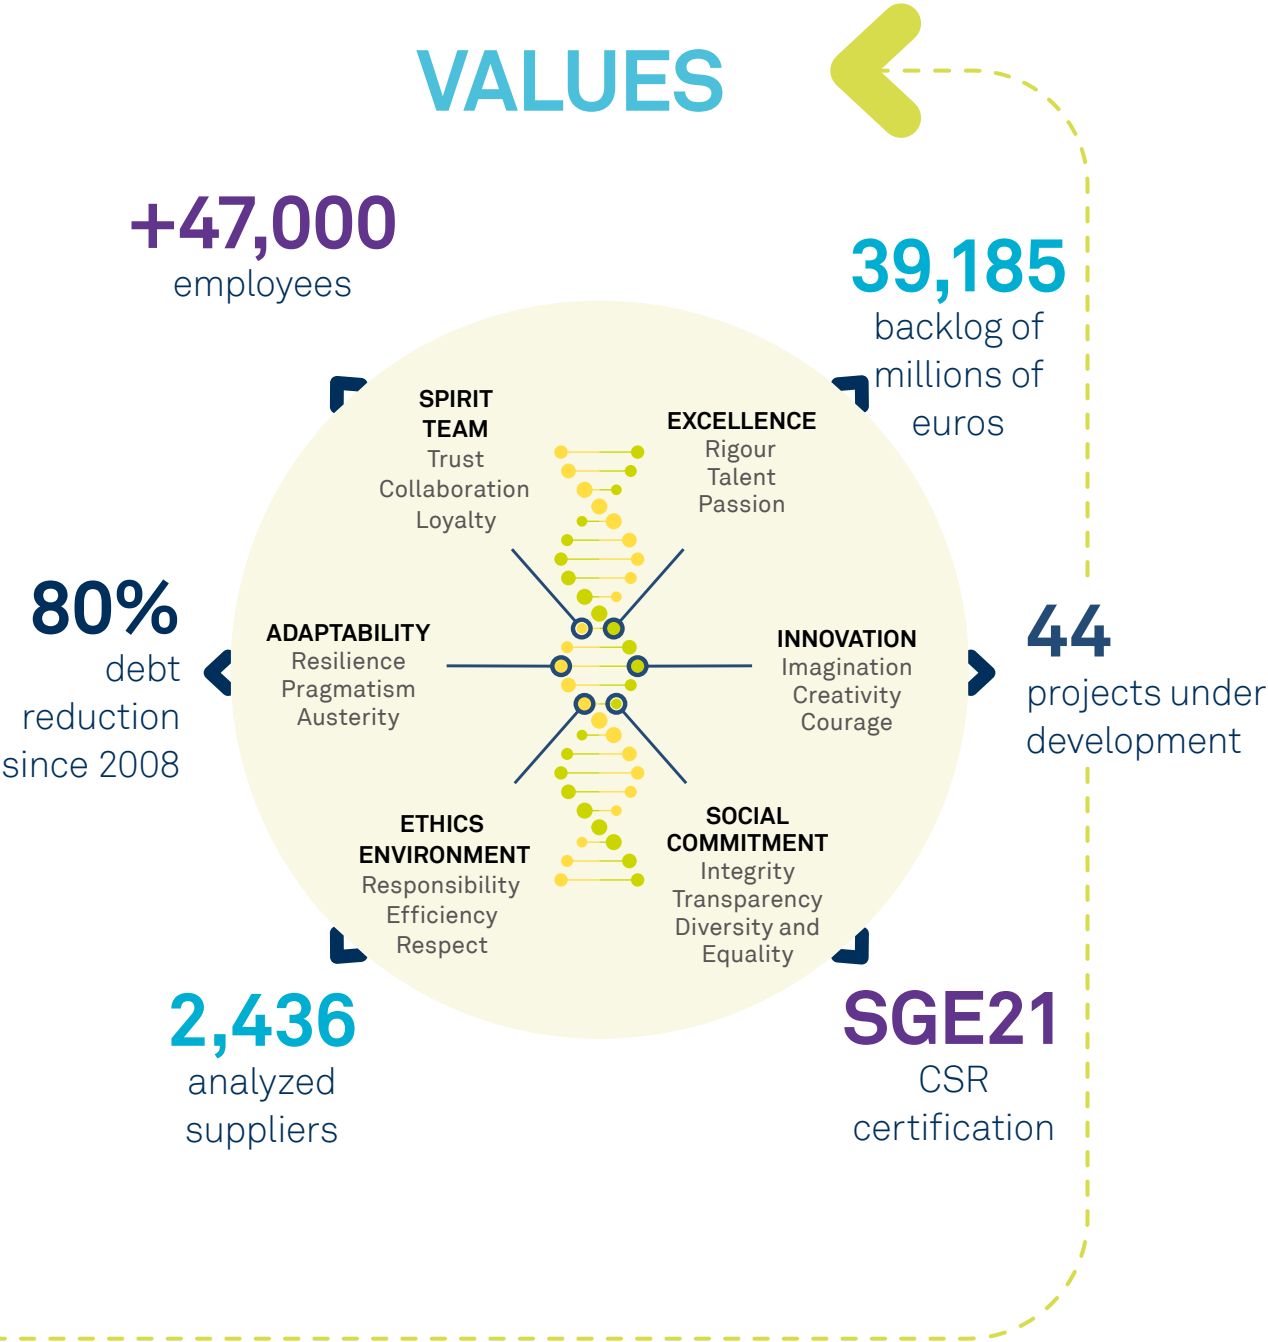 VALUES
+47,000
employees
39,185
backlog of
millions of
euros
SPIRIT
TEAM
Trust
Collaboration
Loyalty
EXCELLENCE
Rigour
Talent
Passion
80%
debt
reduction
since 2008
ADAPTABILITY
Resilience
Pragmatism
Austerity
INNOVATION
Imagination
Creativity
Courage
44
projects under
development
ETHICS
ENVIRONMENT
Responsibility
Efficiency
Respect
SOCIAL
COMMITMENT
Integrity
Transparency
Diversity and
Equality
2,436
analyzed
suppliers
SGE21
CSR
certification